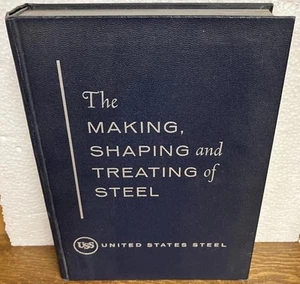 The
MAKING,
SHAPING and
TREATING of
STEEL
USS UNITED STATES STEEL